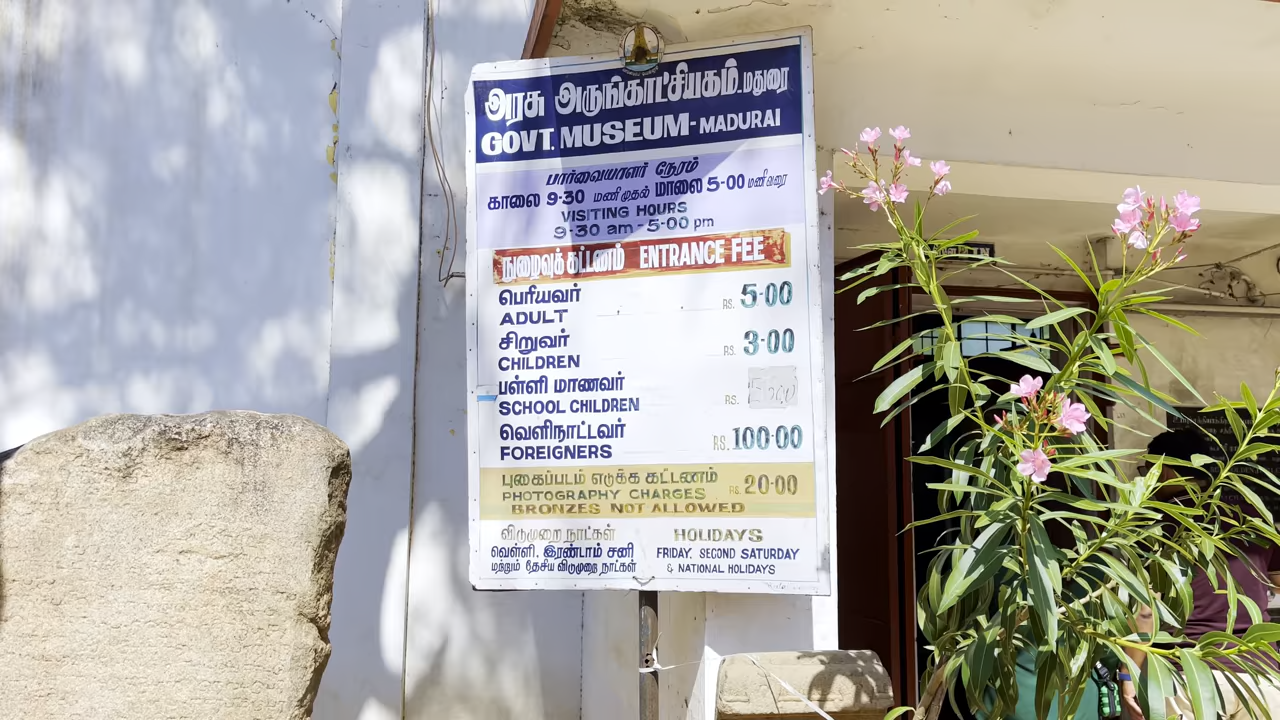 அரசு அருங்காட்சியகம்-மதுரை
GOVT. MUSEUM-MADURAI
பார்வையாளர் நேரம்
காலை 9-30 மணிமுதல் மாலை 5-00 மணிவரை
VISITING HOURS
9-30 am-5-00 pm
நுழைவுக் கட்டணம் ENTRANCE FEE
பெரியவர்
ADULT RS. 5-00
சிறுவர்
CHILDREN RS. 3-00
பள்ளி மாணவர்
SCHOOL CHILDREN RS.
வெளிநாட்டவர்
FOREIGNERS RS. 100-00
புகைப்படம் எடுக்க கட்டணம்
PHOTOGRAPHY CHARGES RS. 20-00
BRONZES NOT ALLOWED
விடுமுறை நாட்கள்
வெள்ளி, இரண்டாம் சனி
மற்றும் தேசிய விடுமுறை நாட்கள்
HOLIDAYS
FRIDAY, SECOND SATURDAY
& NATIONAL HOLIDAYS